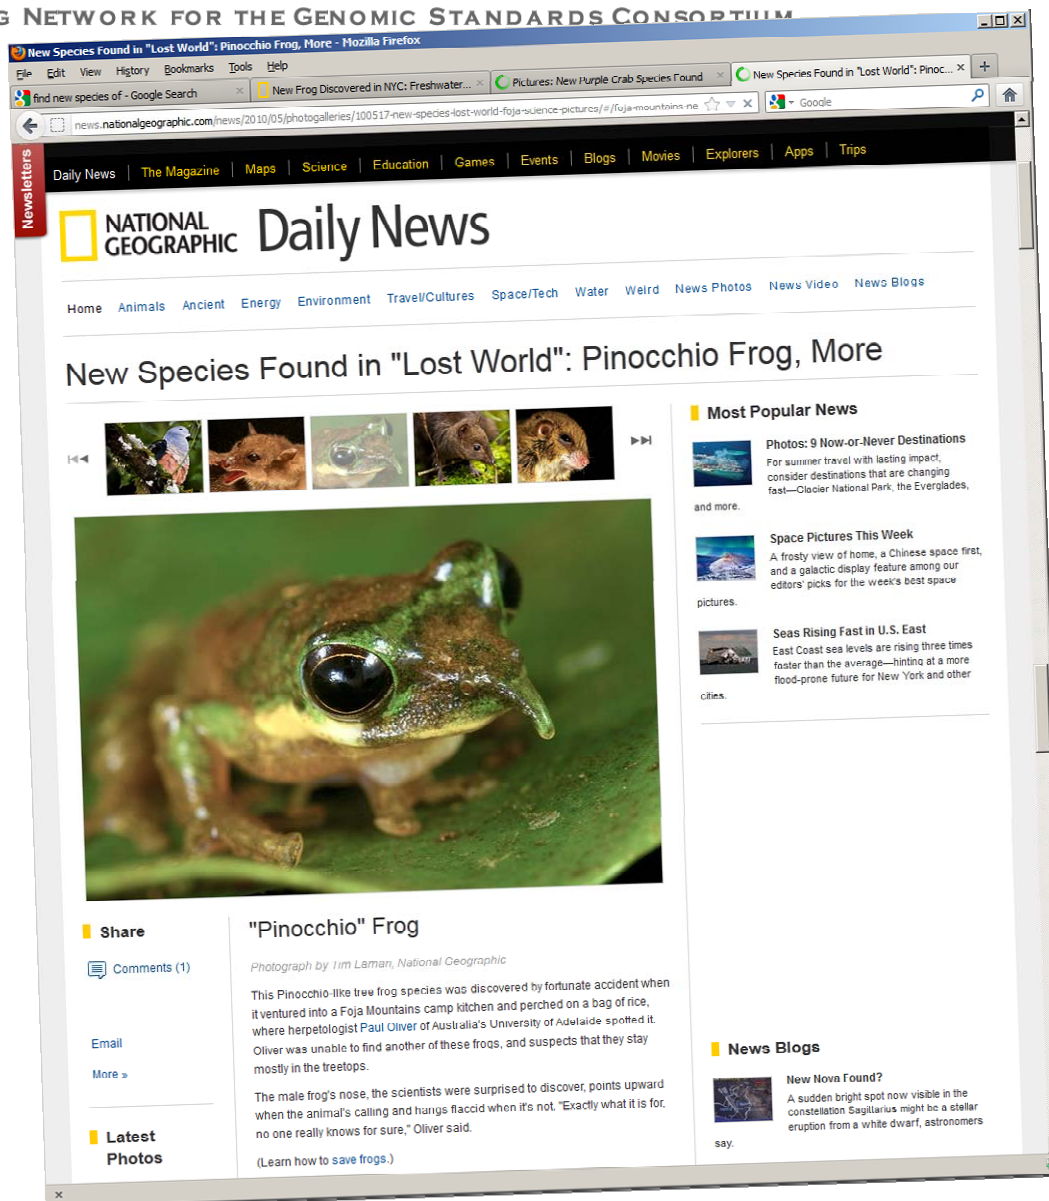 G NETWORK FOR THE GENOMIC STANDARDS CONSORTIUM
New Species Found in "Lost World": Pinocchio Frog, More - Mozilla Firefox
File Edit View History Bookmarks Tools Help
find new species of - Google Search
New Frog Discovered in NYC: Freshwater...
Pictures: New Purple Crab Species Found
New Species Found in "Lost World": Pinoc...
news.nationalgeographic.com/news/2010/05/photogalleries/100517-new-species-lost-world-foja-science-pictures/#/foja-mountains-ne
Google
Newsletters
Daily News The Magazine Maps Science Education Games Events Blogs Movies Explorers Apps Trips
NATIONAL
GEOGRAPHIC
Daily News
Home Animals Ancient Energy Environment Travel/Cultures Space/Tech Water Weird News Photos News Video News Blogs
New Species Found in "Lost World": Pinocchio Frog, More
Most Popular News
Photos: 9 Now-or-Never Destinations
For summer travel with lasting impact,
consider destinations that are changing
fast—Glacier National Park, the Everglades,
and more.
Space Pictures This Week
A frosty view of home, a Chinese space first,
and a galactic display feature among our
editors' picks for the week's best space
pictures.
Seas Rising Fast in U.S. East
East Coast sea levels are rising three times
faster than the average—hinting at a more
flood-prone future for New York and other
cities.
Share
Comments (1)
Email
More »
Latest
Photos
"Pinocchio" Frog
Photograph by Tim Laman, National Geographic
This Pinocchio-like tree frog species was discovered by fortunate accident when
it ventured into a Foja Mountains camp kitchen and perched on a bag of rice,
where herpetologist Paul Oliver of Australia's University of Adelaide spotted it.
Oliver was unable to find another of these frogs, and suspects that they stay
mostly in the treetops.
The male frog's nose, the scientists were surprised to discover, points upward
when the animal's calling and hangs flaccid when it's not. "Exactly what it is for,
no one really knows for sure," Oliver said.
(Learn how to save frogs.)
News Blogs
New Nova Found?
A sudden bright spot now visible in the
constellation Sagittarius might be a stellar
eruption from a white dwarf, astronomers
say.